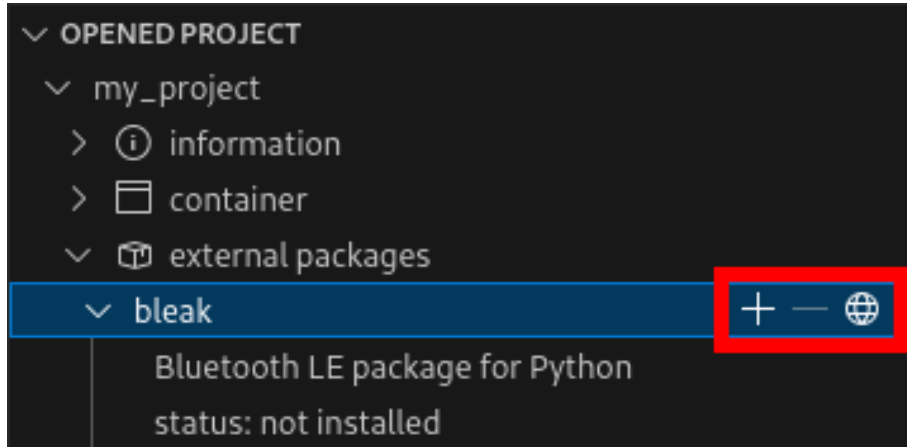 OPENED PROJECT
my_project
information
container
external packages
bleak
Bluetooth LE package for Python
status: not installed